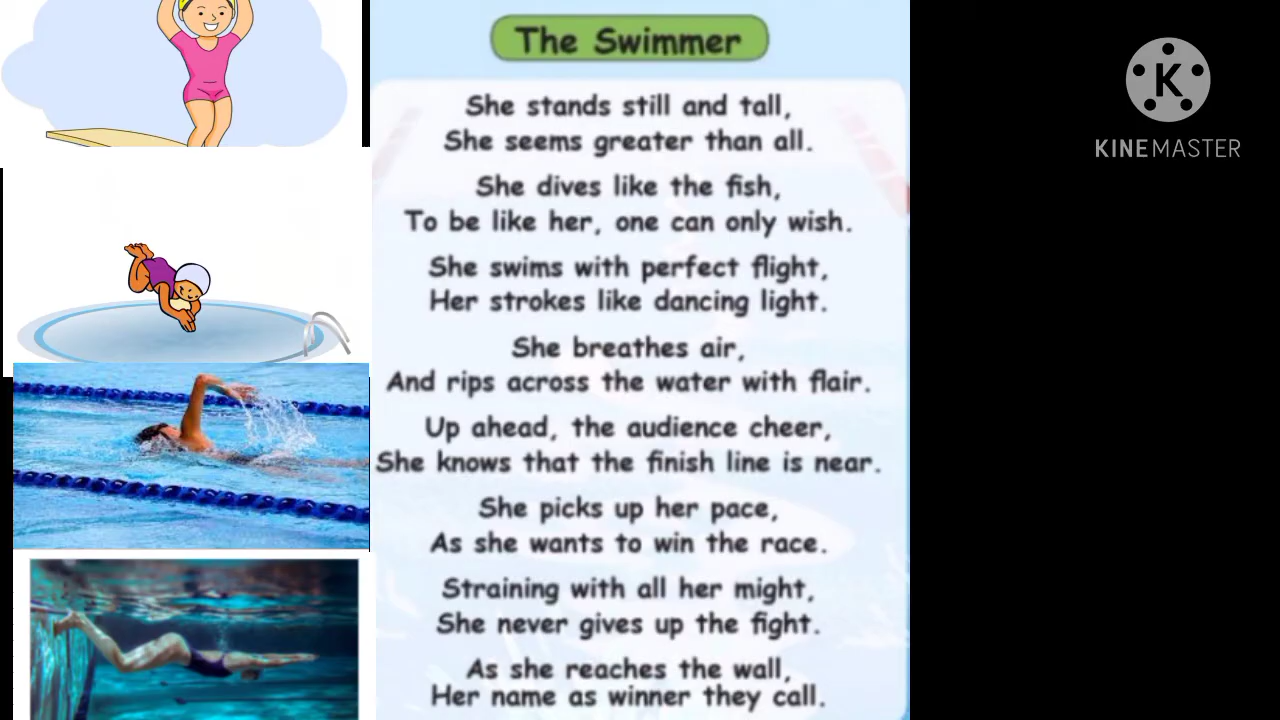 The Swimmer
She stands still and tall,
She seems greater than all.
She dives like the fish,
To be like her, one can only wish.
She swims with perfect flight,
Her strokes like dancing light.
She breathes air,
And rips across the water with flair.
Up ahead, the audience cheer,
She knows that the finish line is near.
She picks up her pace,
As she wants to win the race.
Straining with all her might,
She never gives up the fight.
As she reaches the wall,
Her name as winner they call.
K
KINEMASTER